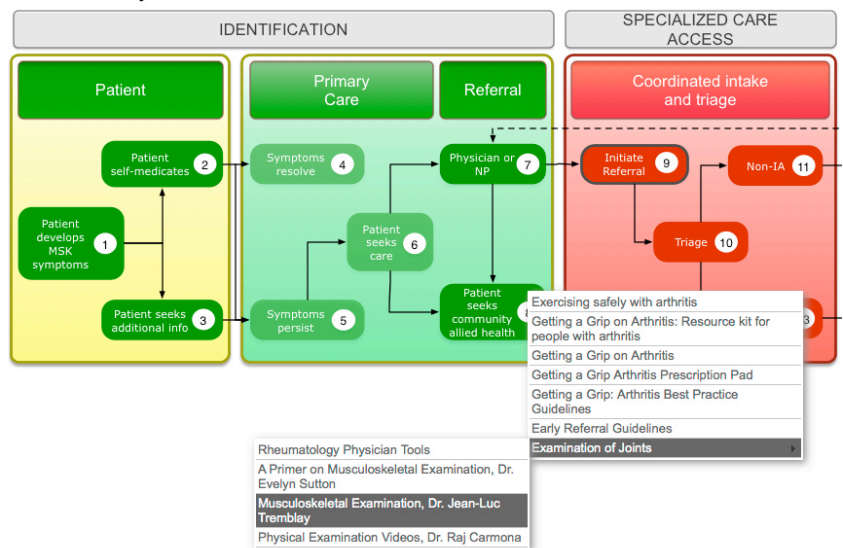 IDENTIFICATION
SPECIALIZED CARE
ACCESS
Patient
Primary
Care
Referral
Coordinated intake
and triage
Patient
self-medicates
2
Symptoms
resolve
4
Physician or
NP
7
Initiate
Referral
9
Non-IA
11
Patient
develops
MSK
symptoms
1
Patient
seeks
care
6
Triage
10
Patient seeks
additional info
3
Symptoms
persist
5
Patient
seeks
community
allied health
8
3
Exercising safely with arthritis
Getting a Grip on Arthritis: Resource kit for
people with arthritis
Getting a Grip on Arthritis
Getting a Grip Arthritis Prescription Pad
Getting a Grip: Arthritis Best Practice
Guidelines
Early Referral Guidelines
Examination of Joints
Rheumatology Physician Tools
A Primer on Musculoskeletal Examination, Dr.
Evelyn Sutton
Musculoskeletal Examination, Dr. Jean-Luc
Tremblay
Physical Examination Videos, Dr. Raj Carmona